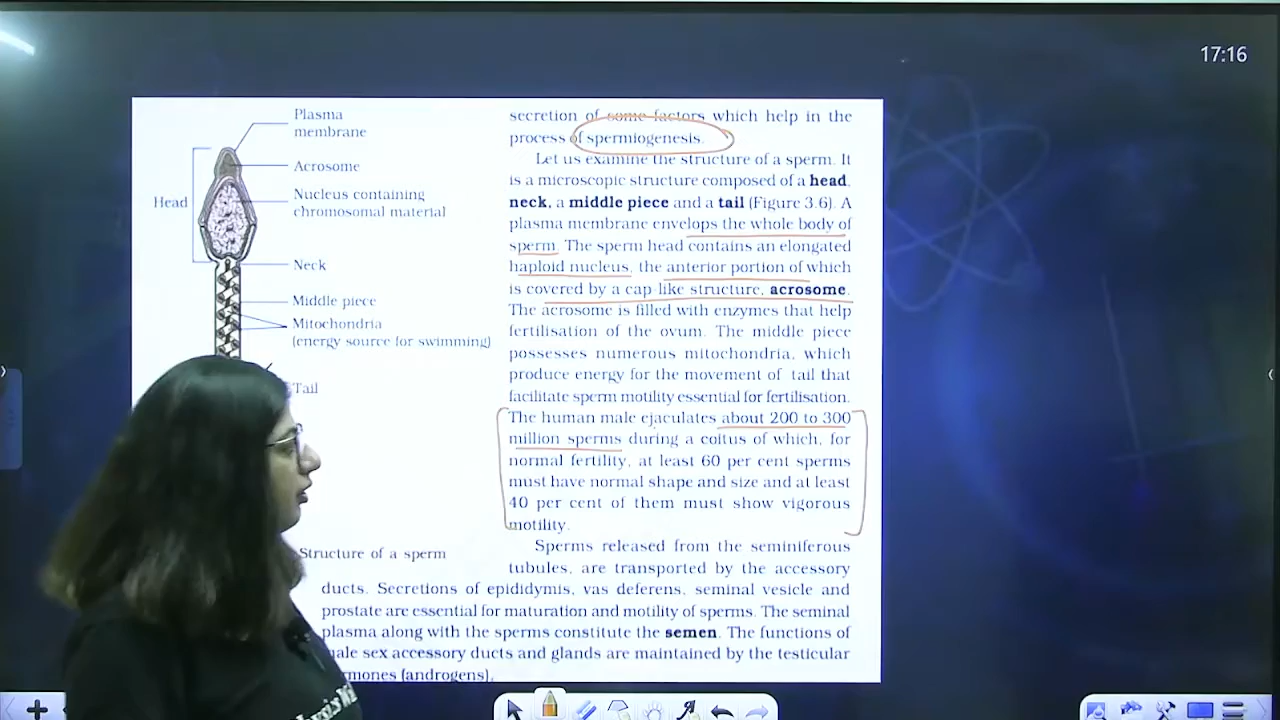 17:16
Plasma
membrane
Acrosome
Head
Nucleus containing
chromosomal material
Neck
Middle piece
Mitochondria
(energy source for swimming)
Tail
Structure of a sperm
secretion of some factors which help in the
process of spermiogenesis.
Let us examine the structure of a sperm. It
is a microscopic structure composed of a head,
neck, a middle piece and a tail (Figure 3.6). A
plasma membrane envelops the whole body of
sperm. The sperm head contains an elongated
haploid nucleus, the anterior portion of which
is covered by a cap-like structure, acrosome.
The acrosome is filled with enzymes that help
fertilisation of the ovum. The middle piece
possesses numerous mitochondria, which
produce energy for the movement of tail that
facilitate sperm motility essential for fertilisation.
The human male ejaculates about 200 to 300
million sperms during a coitus of which, for
normal fertility, at least 60 per cent sperms
must have normal shape and size and at least
40 per cent of them must show vigorous
motility.
Sperms released from the seminiferous
tubules, are transported by the accessory
ducts. Secretions of epididymis, vas deferens, seminal vesicle and
prostate are essential for maturation and motility of sperms. The seminal
plasma along with the sperms constitute the semen. The functions of
male sex accessory ducts and glands are maintained by the testicular
hormones (androgens).